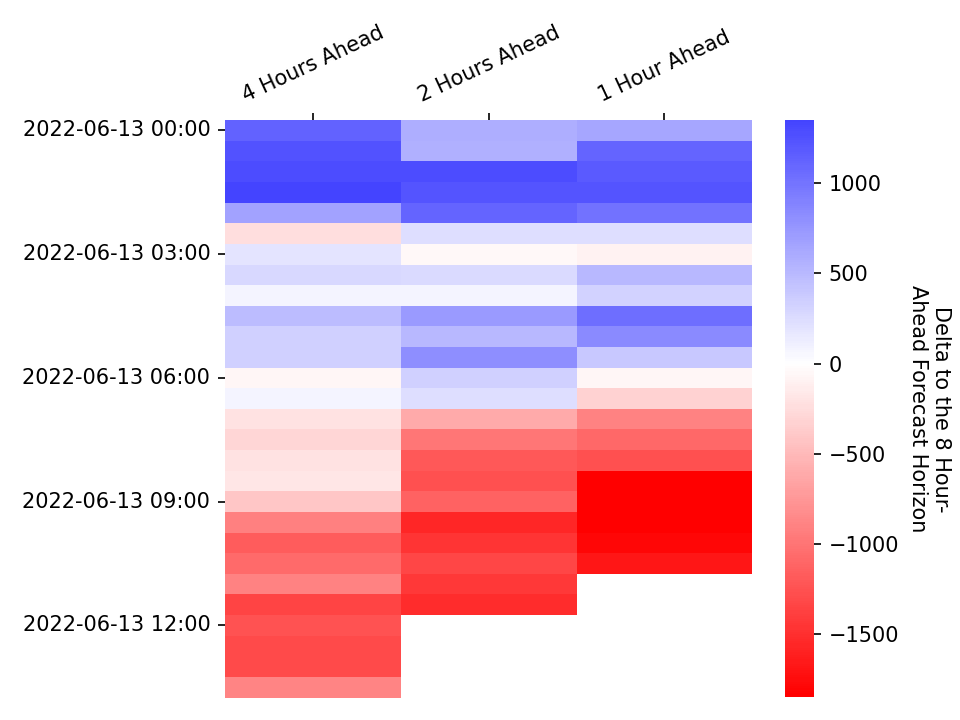 4 Hours Ahead
2 Hours Ahead
1 Hour Ahead
2022-06-13 00:00
2022-06-13 03:00
2022-06-13 06:00
2022-06-13 09:00
2022-06-13 12:00
1000
500
0
−500
−1000
−1500
Delta to the 8 Hour-
Ahead Forecast Horizon